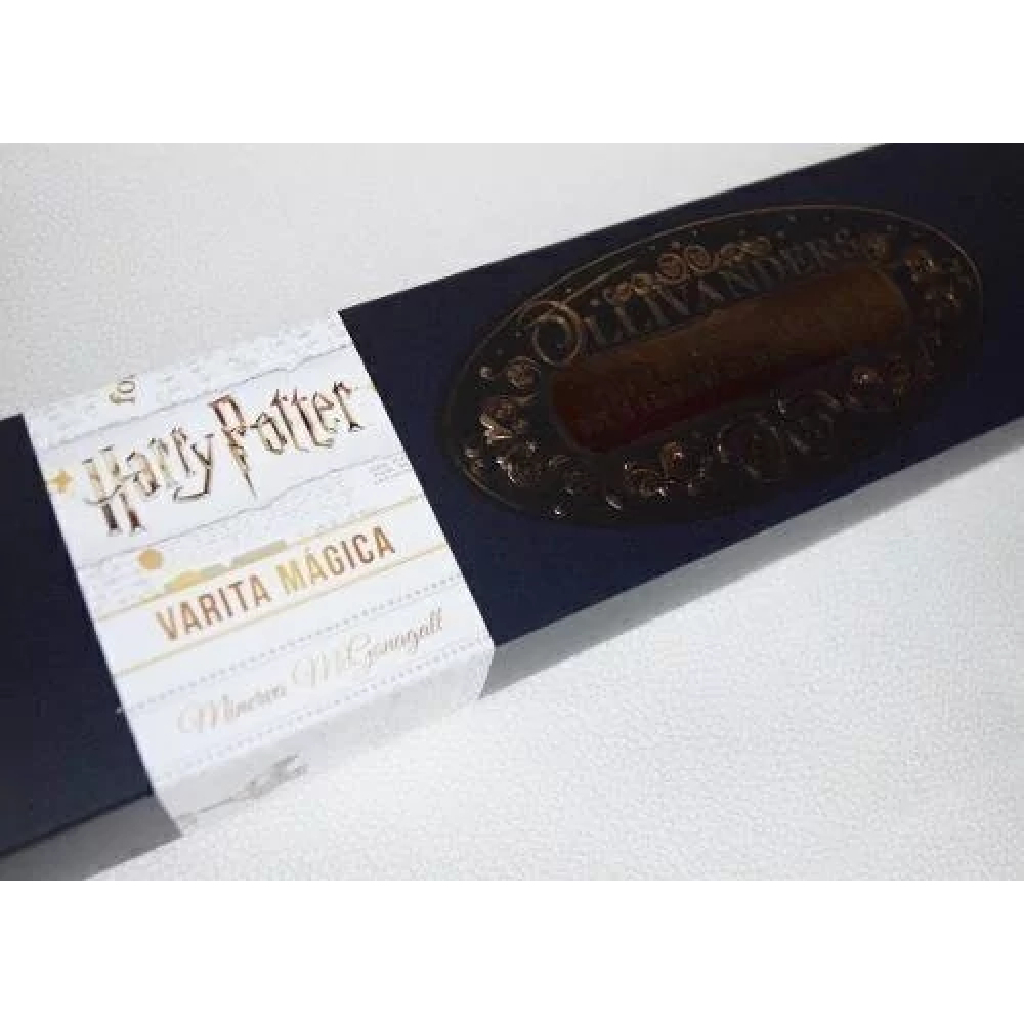 Harry Potter
VARITA MÁGICA
Minerva McGonagall
OLLIVANDERS